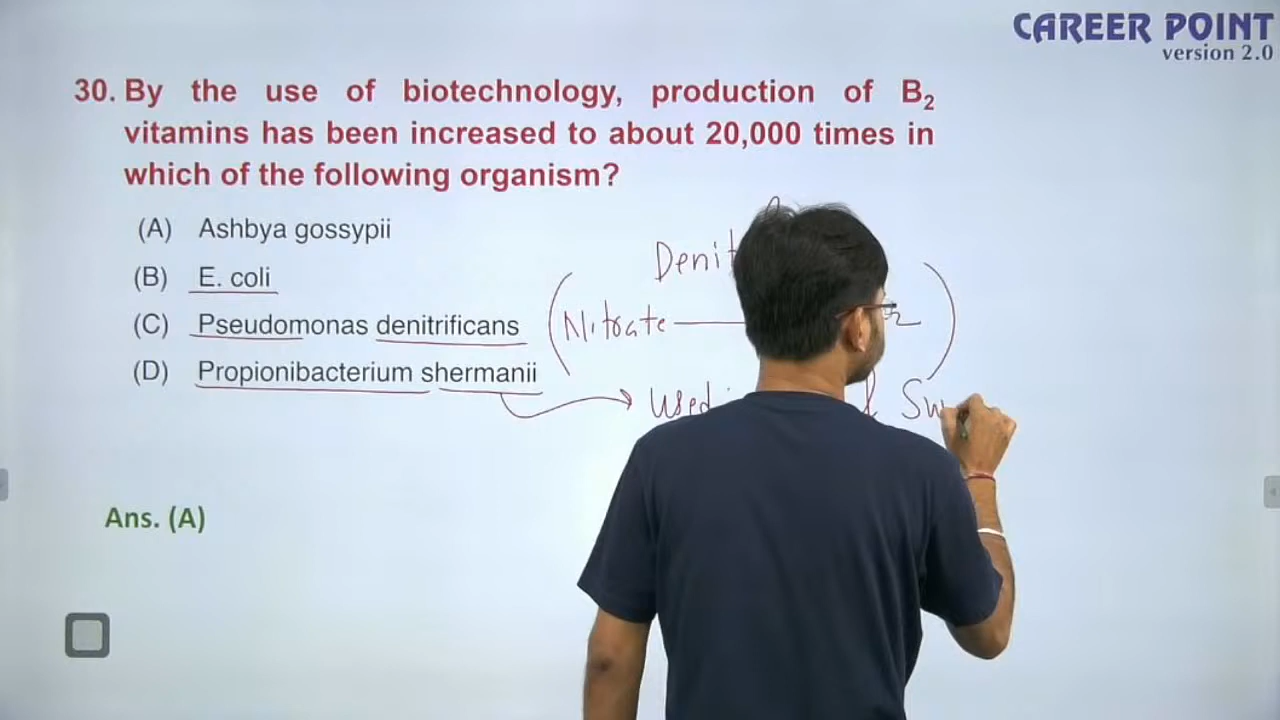 CAREER POINT
version 2.0
30. By the use of biotechnology, production of B₂
vitamins has been increased to about 20,000 times in
which of the following organism?
(A) Ashbya gossypii
(B) E. coli
(C) Pseudomonas denitrificans
(D) Propionibacterium shermanii
Nitrate
Used
Ans. (A)